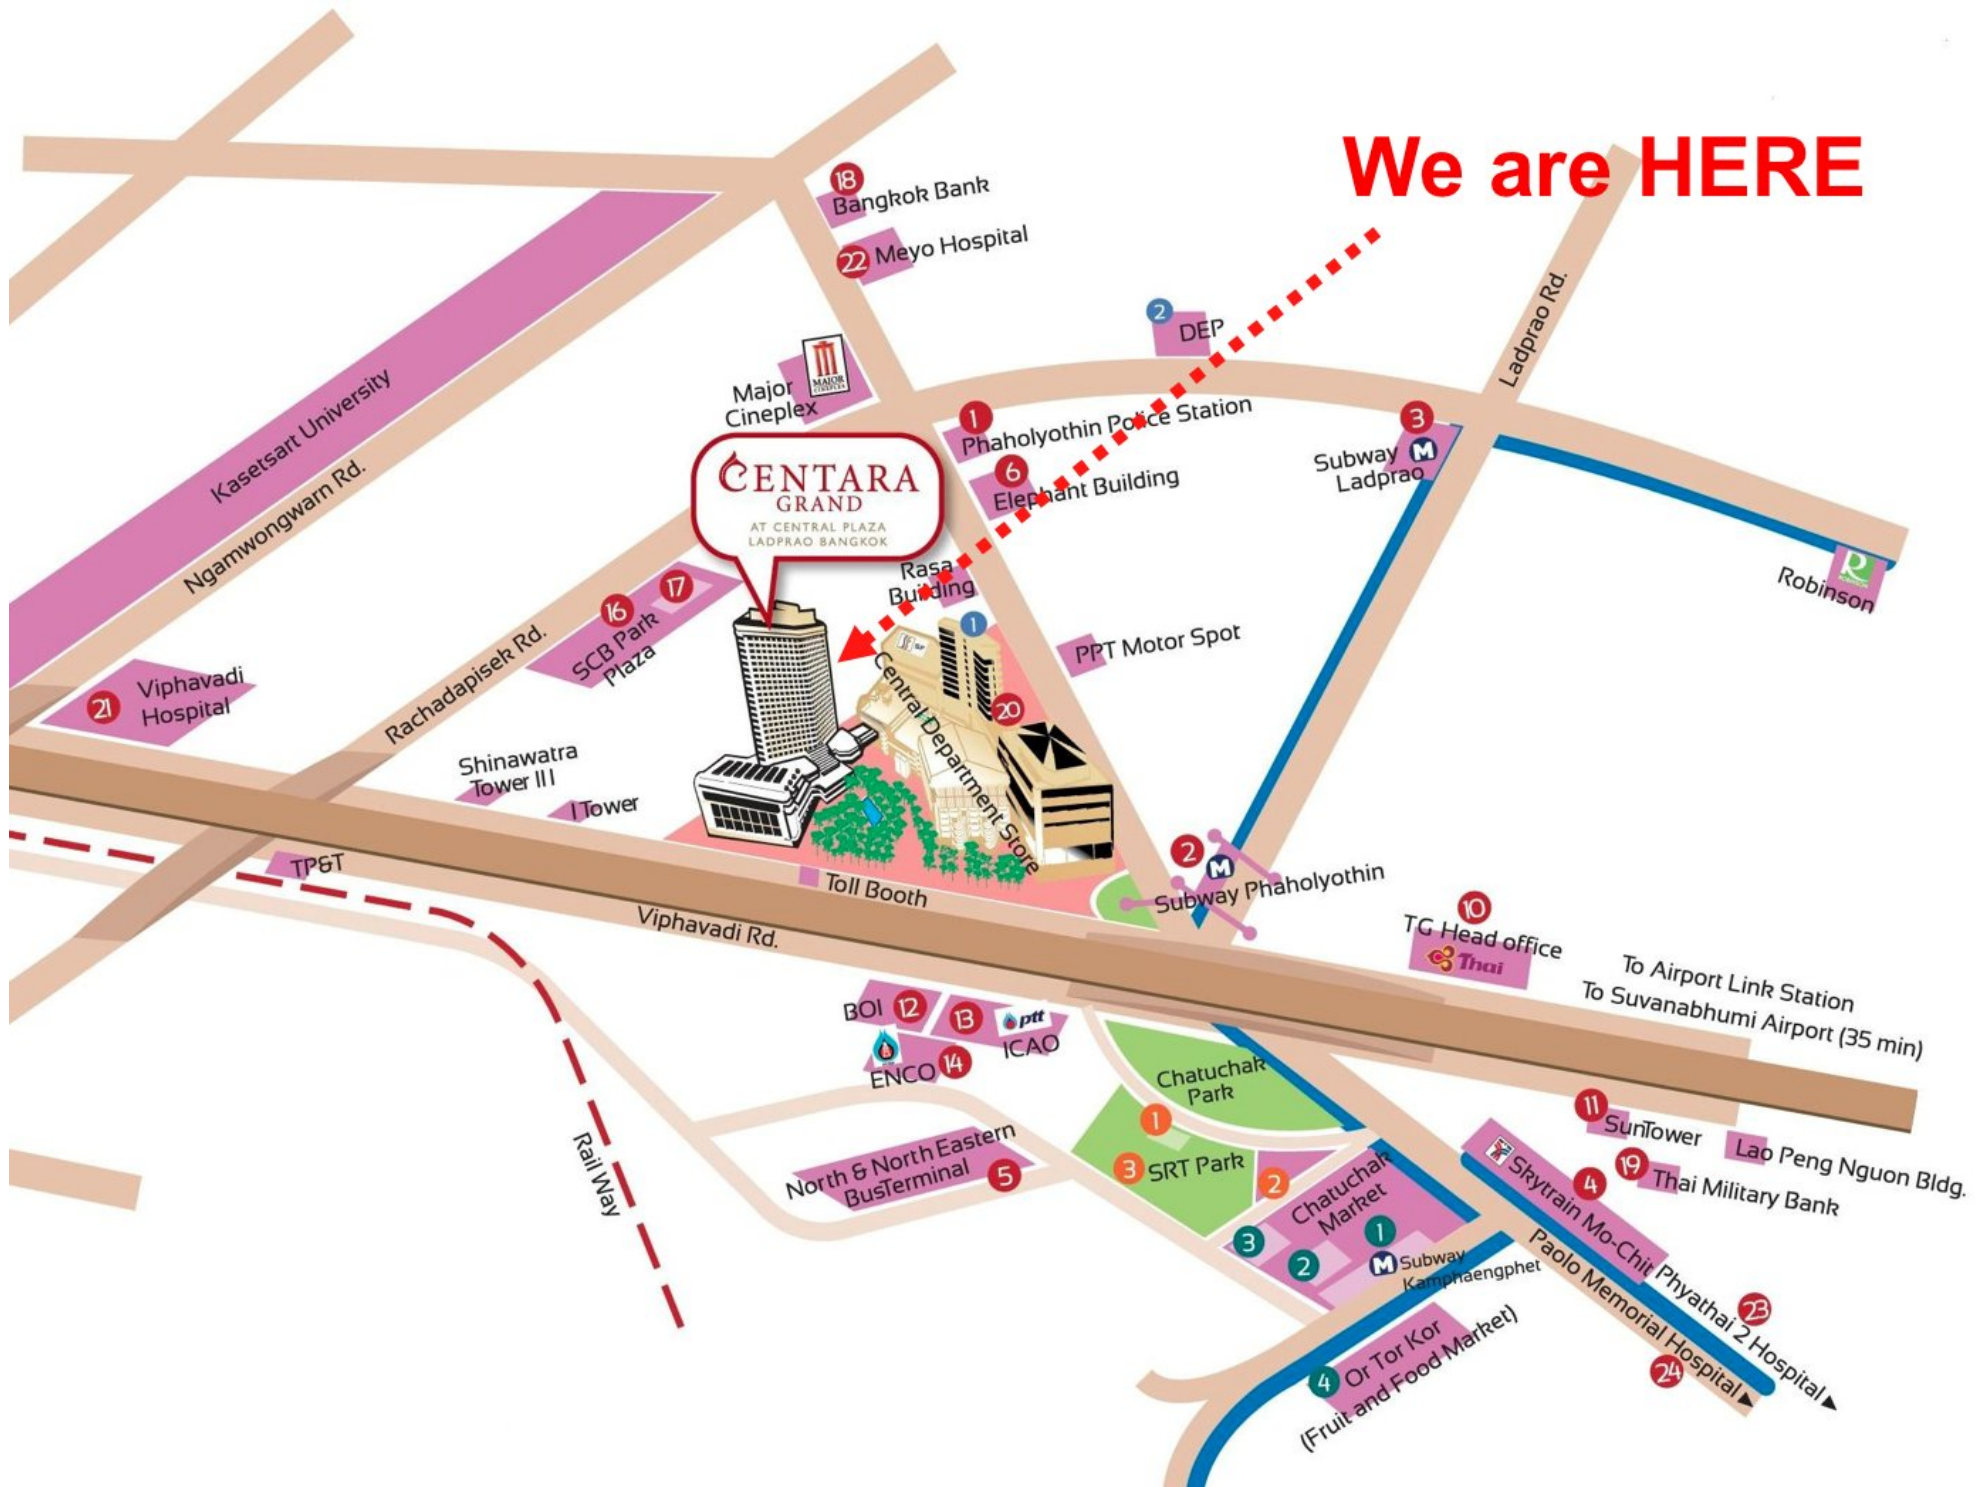 We are HERE
18
Bangkok Bank
22
Meyo Hospital
2
DEP
Ladprao Rd.
MAJOR
CINEPLEX
Major
Cineplex
Kasetsart University
Ngamwongwarn Rd.
1
Phaholyothin Police Station
6
Elephant Building
3
Subway M
Ladprao
CENTARA
GRAND
AT CENTRAL PLAZA
LADPRAO BANGKOK
Rasa
Building
Robinson
17
16
SCB Park
Plaza
1
PPT Motor Spot
Rachadapisek Rd.
21
Viphavadi
Hospital
20
Central Department Store
Shinawatra
Tower III
I Tower
2
M
Subway Phaholyothin
TP&T
Toll Booth
Viphavadi Rd.
10
TG Head office
Thai
To Airport Link Station
To Suvanabhumi Airport (35 min)
BOI 12
13
ptt
ICAO
ENCO 14
Chatuchak
Park
1
3 SRT Park
2
11
SunTower
Lao Peng Nguon Bldg.
19
Thai Military Bank
4
Skytrain Mo-Chit
North & North Eastern
BusTerminal 5
Rail Way
Chatuchak
Market
3
2
1
M Subway
Kamphaengphet
Phyathai 2 Hospital
23
Paolo Memorial Hospital
24
4 Or Tor Kor
(Fruit and Food Market)